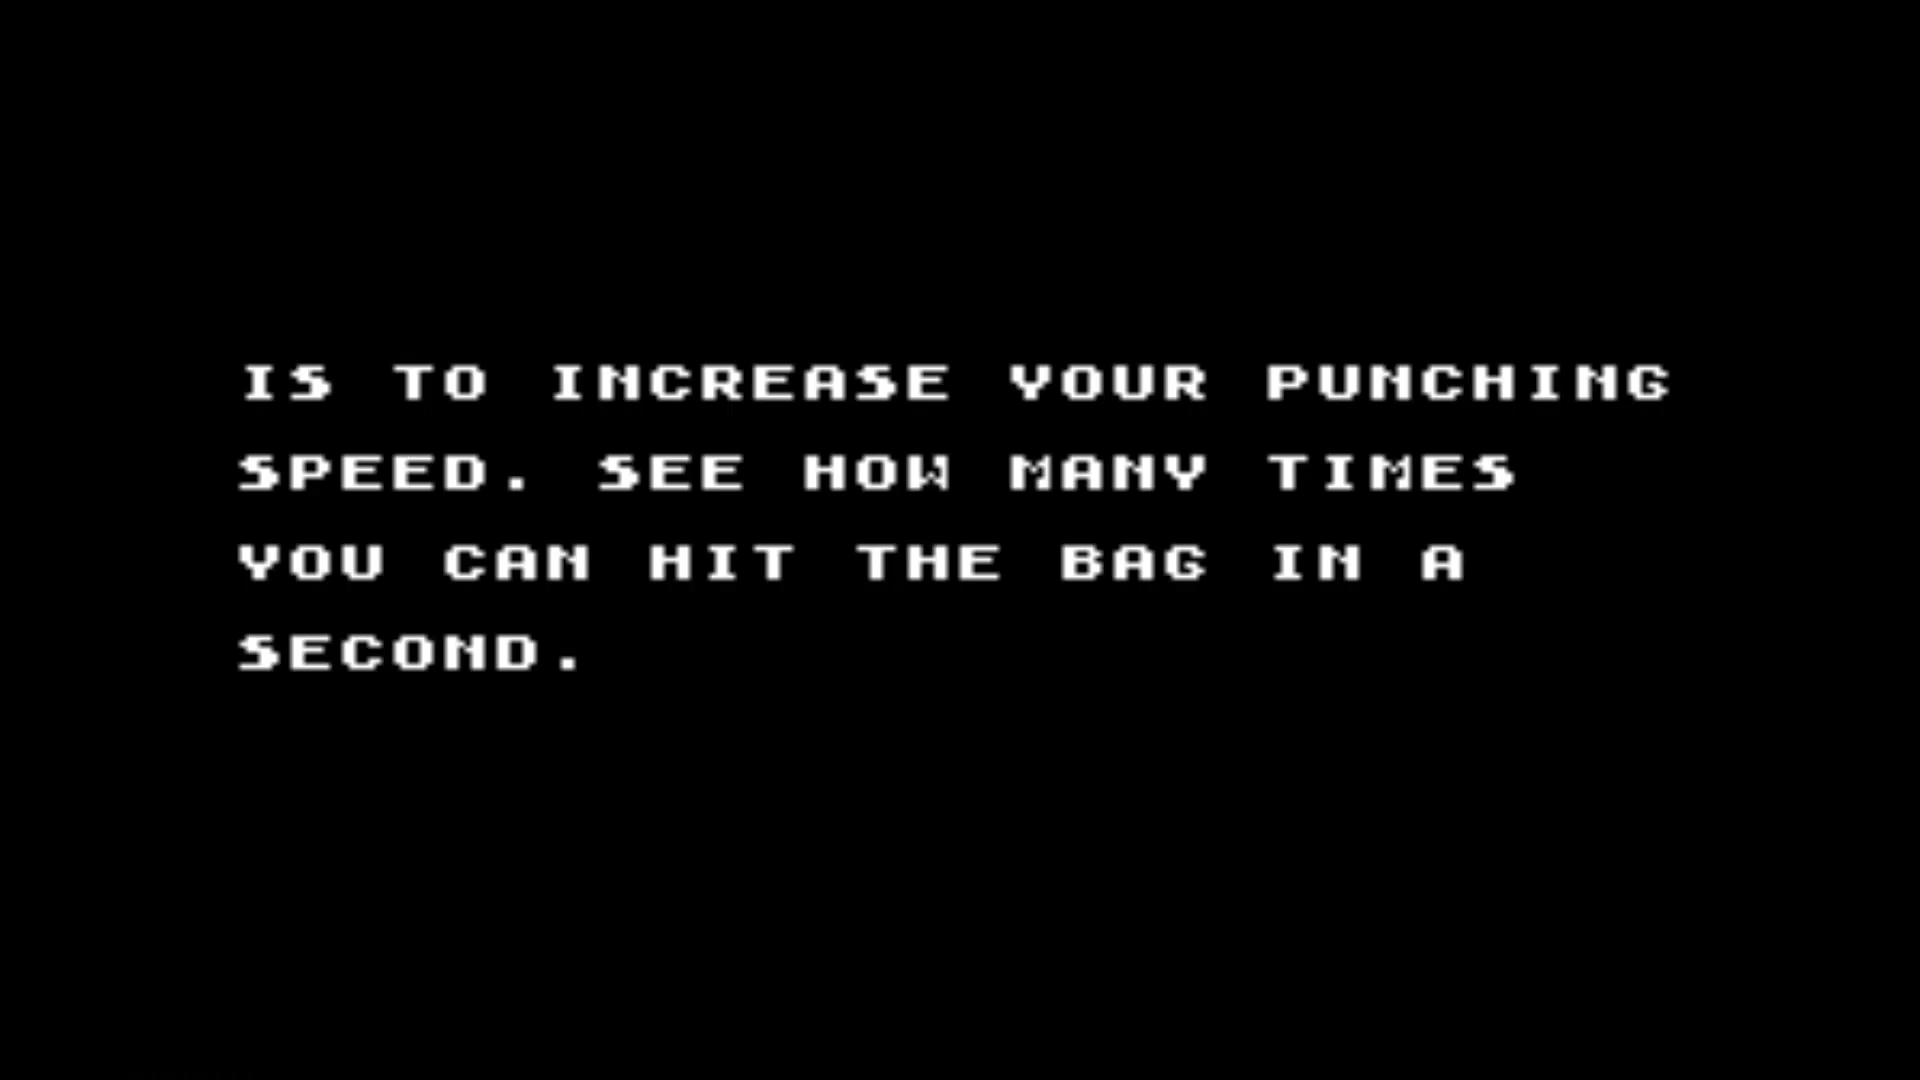 IS TO INCREASE YOUR PUNCHING
SPEED. SEE HOW MANY TIMES
YOU CAN HIT THE BAG IN A
SECOND.